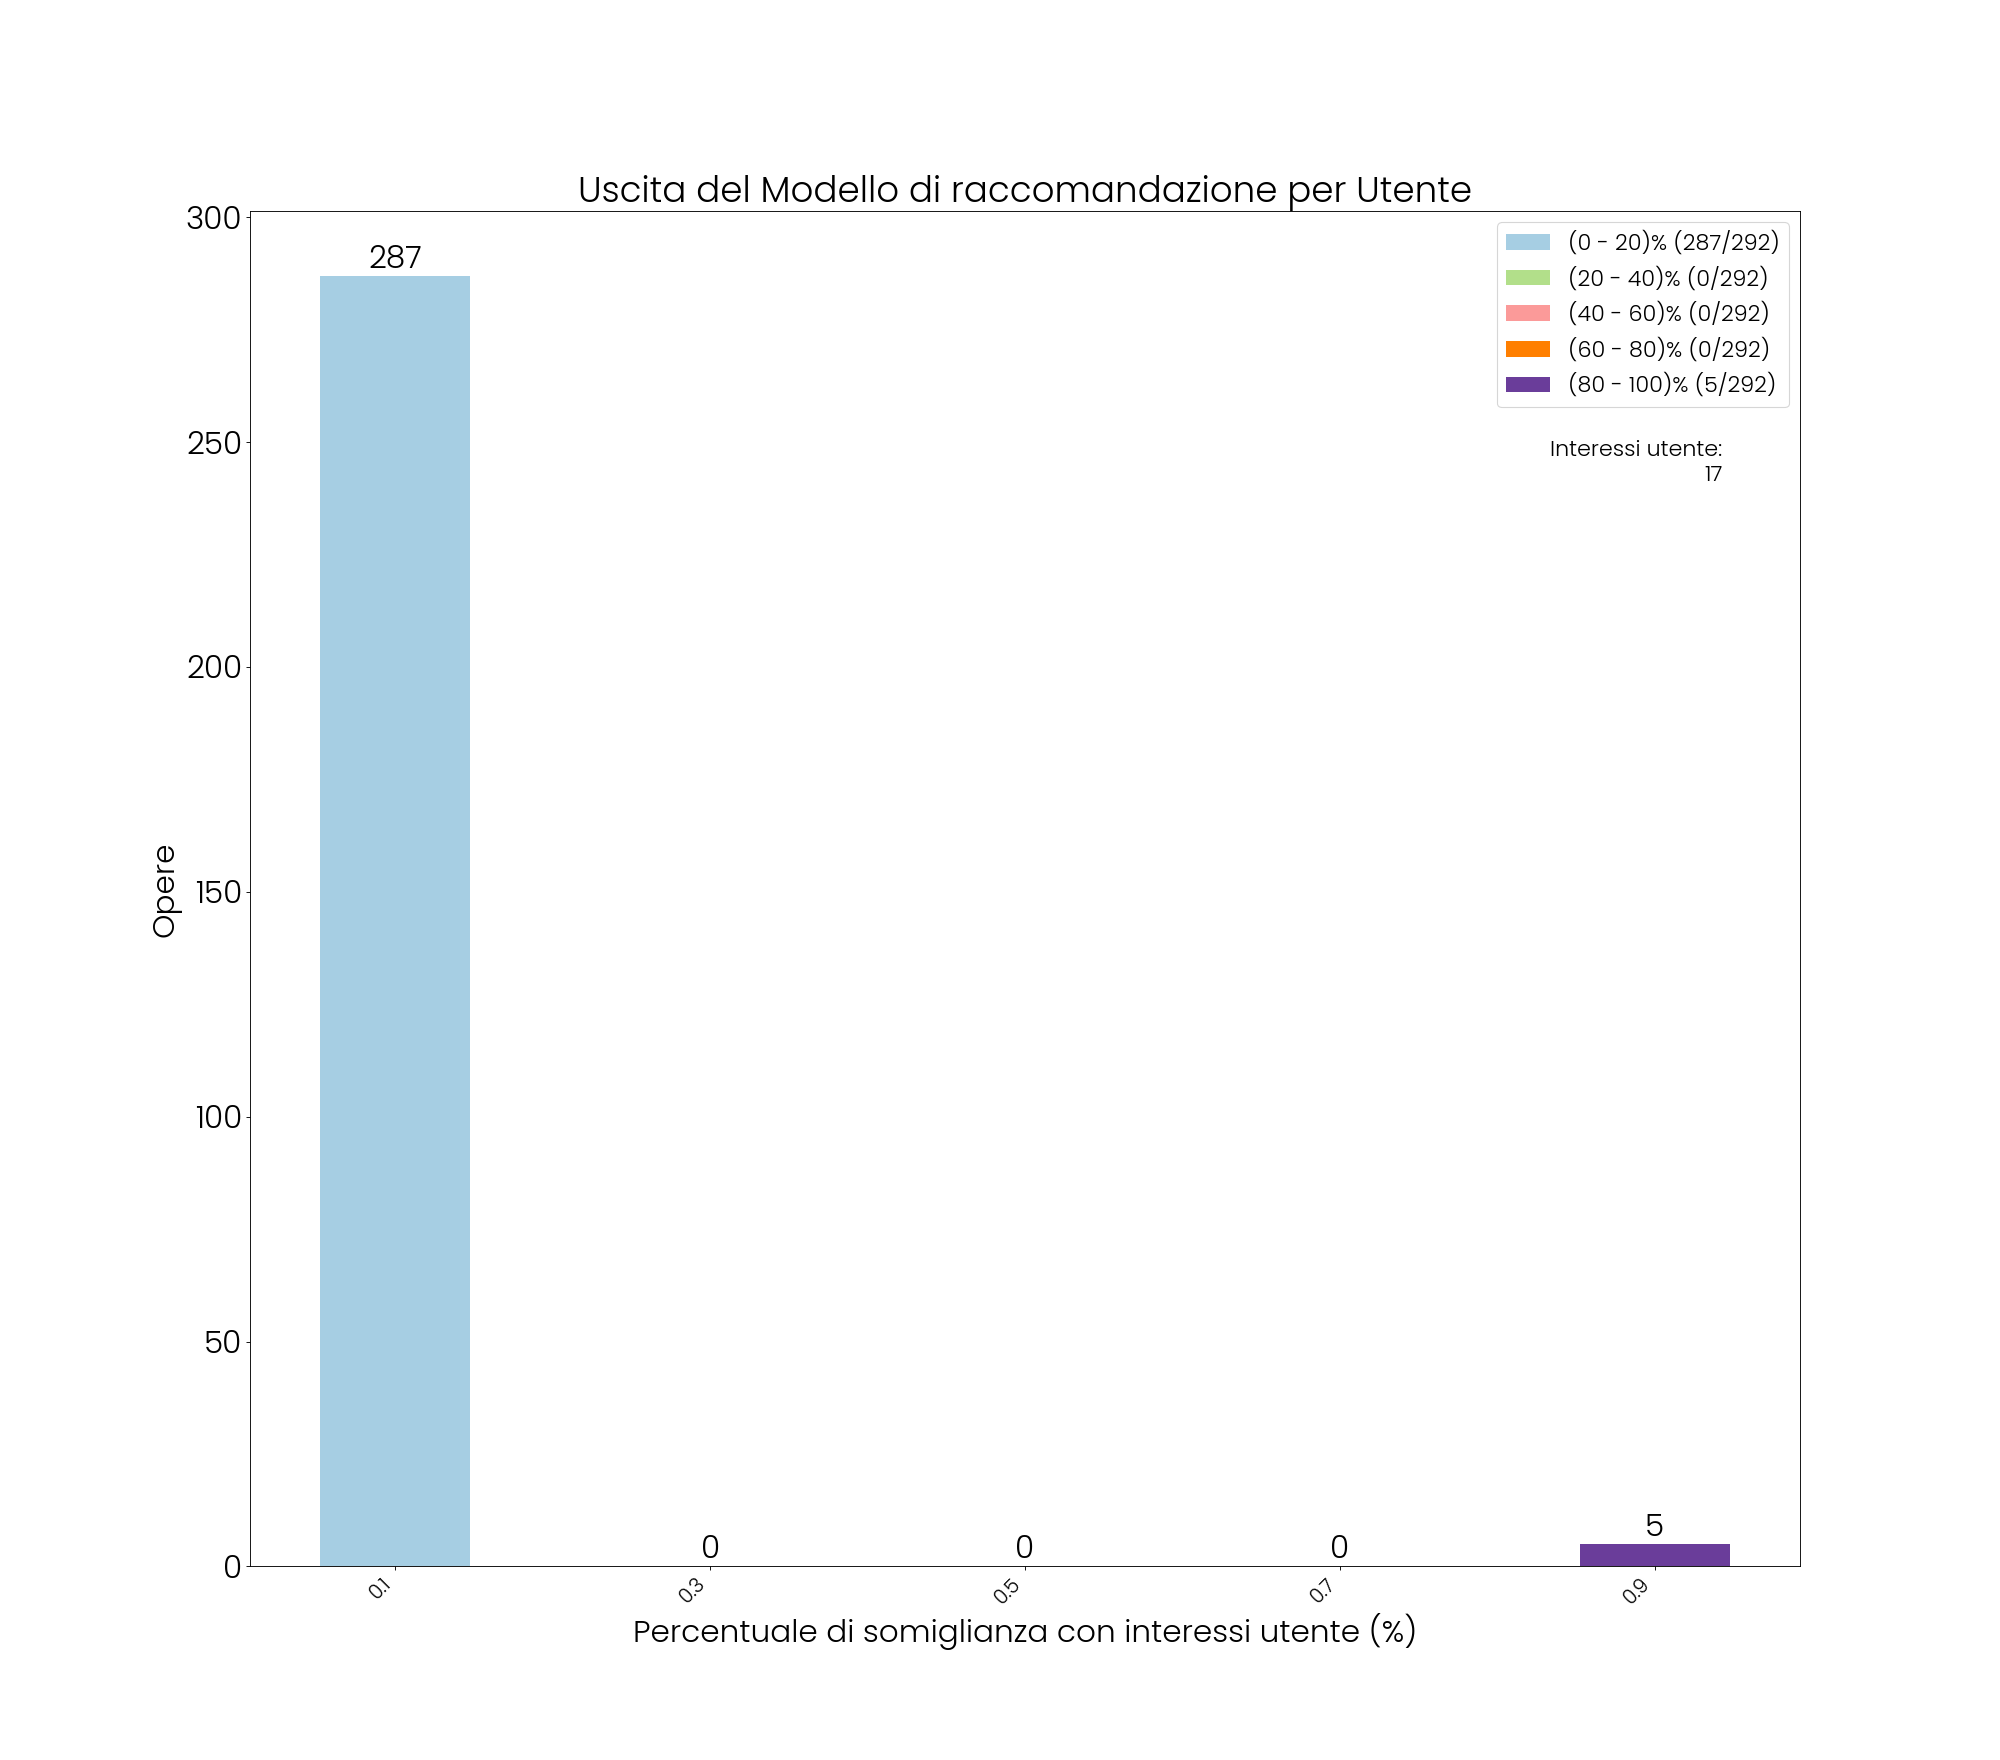 Uscita del Modello di raccomandazione per Utente
300
250
200
150
100
50
0
Opere
287
0
0
0
5
(0 - 20)% (287/292)
(20 - 40)% (0/292)
(40 - 60)% (0/292)
(60 - 80)% (0/292)
(80 - 100)% (5/292)
Interessi utente:
17
0.1
0.3
0.5
0.7
0.9
Percentuale di somiglianza con interessi utente (%)